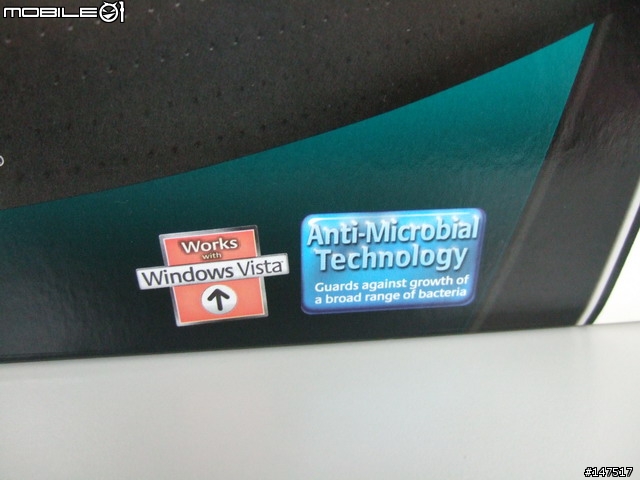 MOBILE01
Works
with
Windows Vista
Anti-Microbial
Technology
Guards against growth of
a broad range of bacteria
#147517